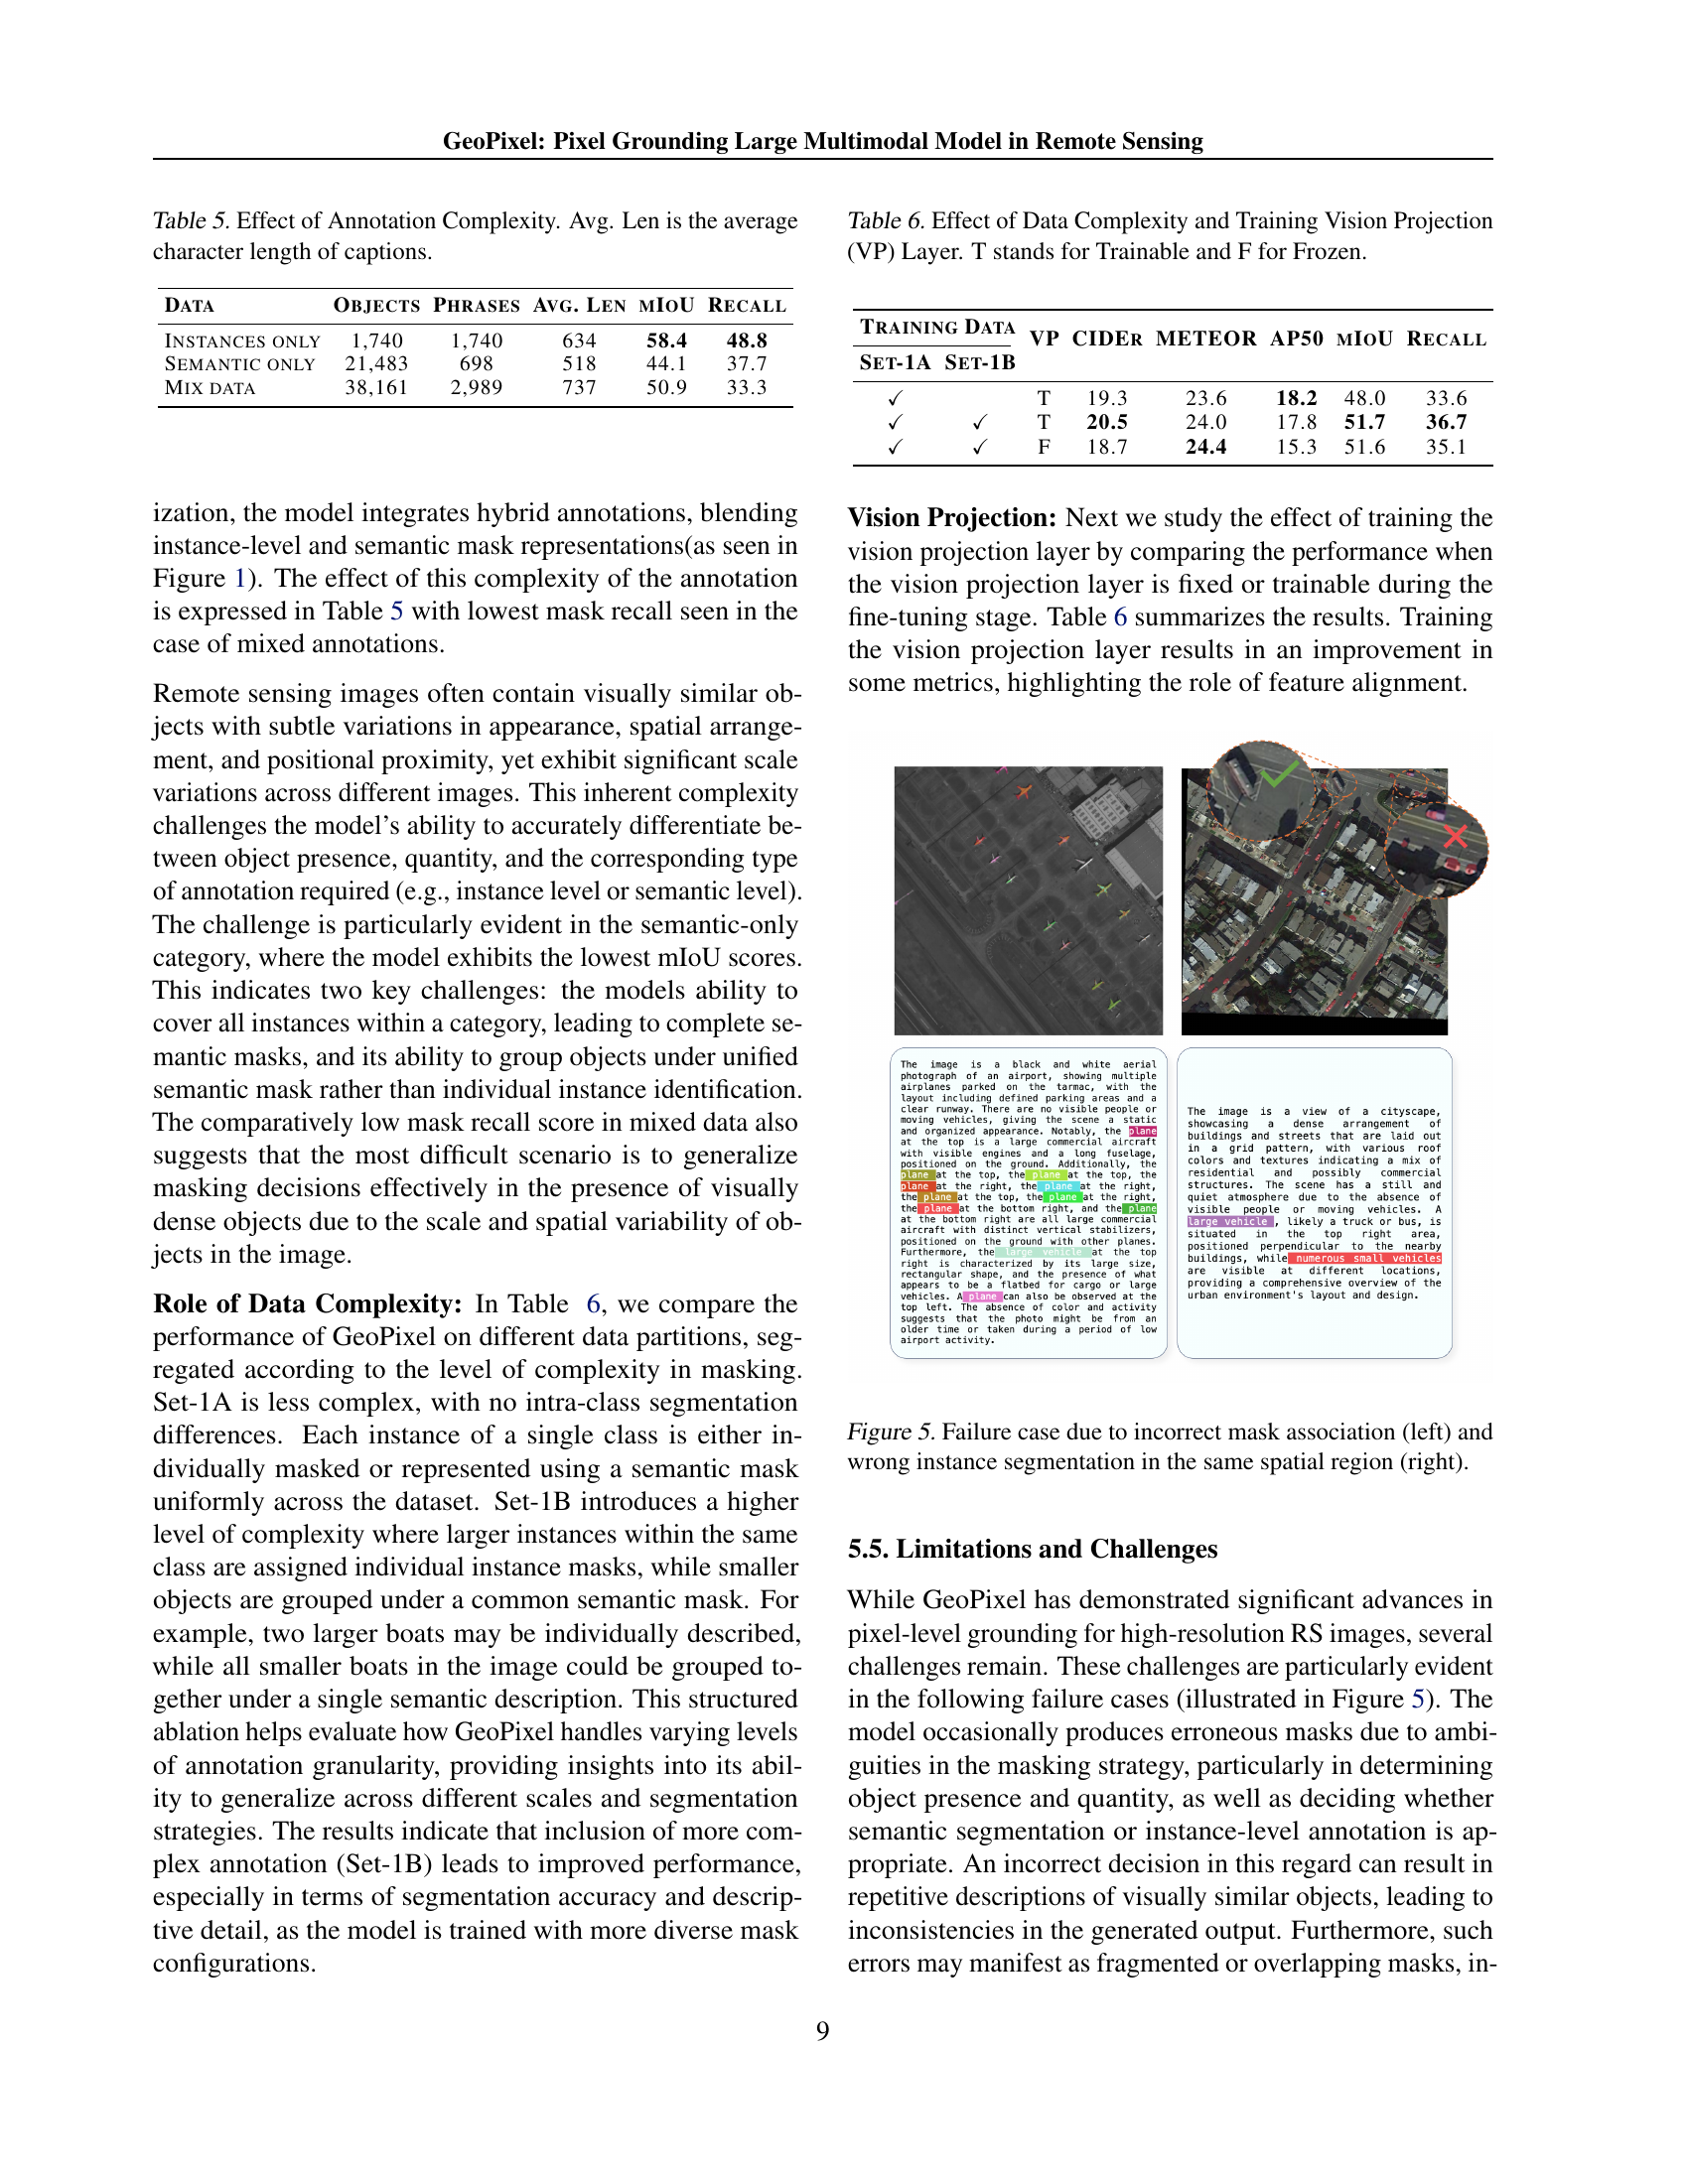 GeoPixel: Pixel Grounding Large Multimodal Model in Remote Sensing
Table 5. Effect of Annotation Complexity. Avg. Len is the average
character length of captions.
DATA OBJECTS PHRASES AVG. LEN MIOU RECALL
INSTANCES ONLY 1,740 1,740 634 58.4 48.8
SEMANTIC ONLY 21,483 698 518 44.1 37.7
MIX DATA 38,161 2,989 737 50.9 33.3
ization, the model integrates hybrid annotations, blending
instance-level and semantic mask representations(as seen in
Figure 1). The effect of this complexity of the annotation
is expressed in Table 5 with lowest mask recall seen in the
case of mixed annotations.
Remote sensing images often contain visually similar ob-
jects with subtle variations in appearance, spatial arrange-
ment, and positional proximity, yet exhibit significant scale
variations across different images. This inherent complexity
challenges the model's ability to accurately differentiate be-
tween object presence, quantity, and the corresponding type
of annotation required (e.g., instance level or semantic level).
The challenge is particularly evident in the semantic-only
category, where the model exhibits the lowest mIoU scores.
This indicates two key challenges: the models ability to
cover all instances within a category, leading to complete se-
mantic masks, and its ability to group objects under unified
semantic mask rather than individual instance identification.
The comparatively low mask recall score in mixed data also
suggests that the most difficult scenario is to generalize
masking decisions effectively in the presence of visually
dense objects due to the scale and spatial variability of ob-
jects in the image.
Role of Data Complexity: In Table 6, we compare the
performance of GeoPixel on different data partitions, seg-
regated according to the level of complexity in masking.
Set-1A is less complex, with no intra-class segmentation
differences. Each instance of a single class is either in-
dividually masked or represented using a semantic mask
uniformly across the dataset. Set-1B introduces a higher
level of complexity where larger instances within the same
class are assigned individual instance masks, while smaller
objects are grouped under a common semantic mask. For
example, two larger boats may be individually described,
while all smaller boats in the image could be grouped to-
gether under a single semantic description. This structured
ablation helps evaluate how GeoPixel handles varying levels
of annotation granularity, providing insights into its abil-
ity to generalize across different scales and segmentation
strategies. The results indicate that inclusion of more com-
plex annotation (Set-1B) leads to improved performance,
especially in terms of segmentation accuracy and descrip-
tive detail, as the model is trained with more diverse mask
configurations.
Table 6. Effect of Data Complexity and Training Vision Projection
(VP) Layer. T stands for Trainable and F for Frozen.
TRAINING DATA VP CIDER METEOR AP50 MIOU RECALL
SET-1A SET-1B
✓ T 19.3 23.6 18.2 48.0 33.6
✓ ✓ T 20.5 24.0 17.8 51.7 36.7
✓ ✓ F 18.7 24.4 15.3 51.6 35.1
Vision Projection: Next we study the effect of training the
vision projection layer by comparing the performance when
the vision projection layer is fixed or trainable during the
fine-tuning stage. Table 6 summarizes the results. Training
the vision projection layer results in an improvement in
some metrics, highlighting the role of feature alignment.
The image is a black and white aerial
photograph of an airport, showing multiple
airplanes parked on the tarmac, with the
layout including defined parking areas and a
clear runway. There are no visible people or
moving vehicles, giving the scene a static
and organized appearance. Notably, the plane
at the top is a large commercial aircraft
with visible engines and a long fuselage,
positioned on the ground. Additionally, the
plane at the top, the plane at the top, the
plane at the right, the plane at the right,
the plane at the top, the plane at the right,
the plane at the bottom right, and the plane
at the bottom right are all large commercial
aircraft with distinct vertical stabilizers,
positioned on the ground with other planes.
Furthermore, the large vehicle at the top
right is characterized by its large size,
rectangular shape, and the presence of what
appears to be a flatbed for cargo or large
vehicles. A plane can also be observed at the
top left. The absence of color and activity
suggests that the photo might be from an
older time or taken during a period of low
airport activity.
The image is a view of a cityscape,
showcasing a dense arrangement of
buildings and streets that are laid out
in a grid pattern, with various roof
colors and textures indicating a mix of
residential and possibly commercial
structures. The scene has a still and
quiet atmosphere due to the absence of
visible people or moving vehicles. A
large vehicle , likely a truck or bus, is
situated in the top right area,
positioned perpendicular to the nearby
buildings, while numerous small vehicles
are visible at different locations,
providing a comprehensive overview of the
urban environment's layout and design.
Figure 5. Failure case due to incorrect mask association (left) and
wrong instance segmentation in the same spatial region (right).
5.5. Limitations and Challenges
While GeoPixel has demonstrated significant advances in
pixel-level grounding for high-resolution RS images, several
challenges remain. These challenges are particularly evident
in the following failure cases (illustrated in Figure 5). The
model occasionally produces erroneous masks due to ambi-
guities in the masking strategy, particularly in determining
object presence and quantity, as well as deciding whether
semantic segmentation or instance-level annotation is ap-
propriate. An incorrect decision in this regard can result in
repetitive descriptions of visually similar objects, leading to
inconsistencies in the generated output. Furthermore, such
errors may manifest as fragmented or overlapping masks, in-
9